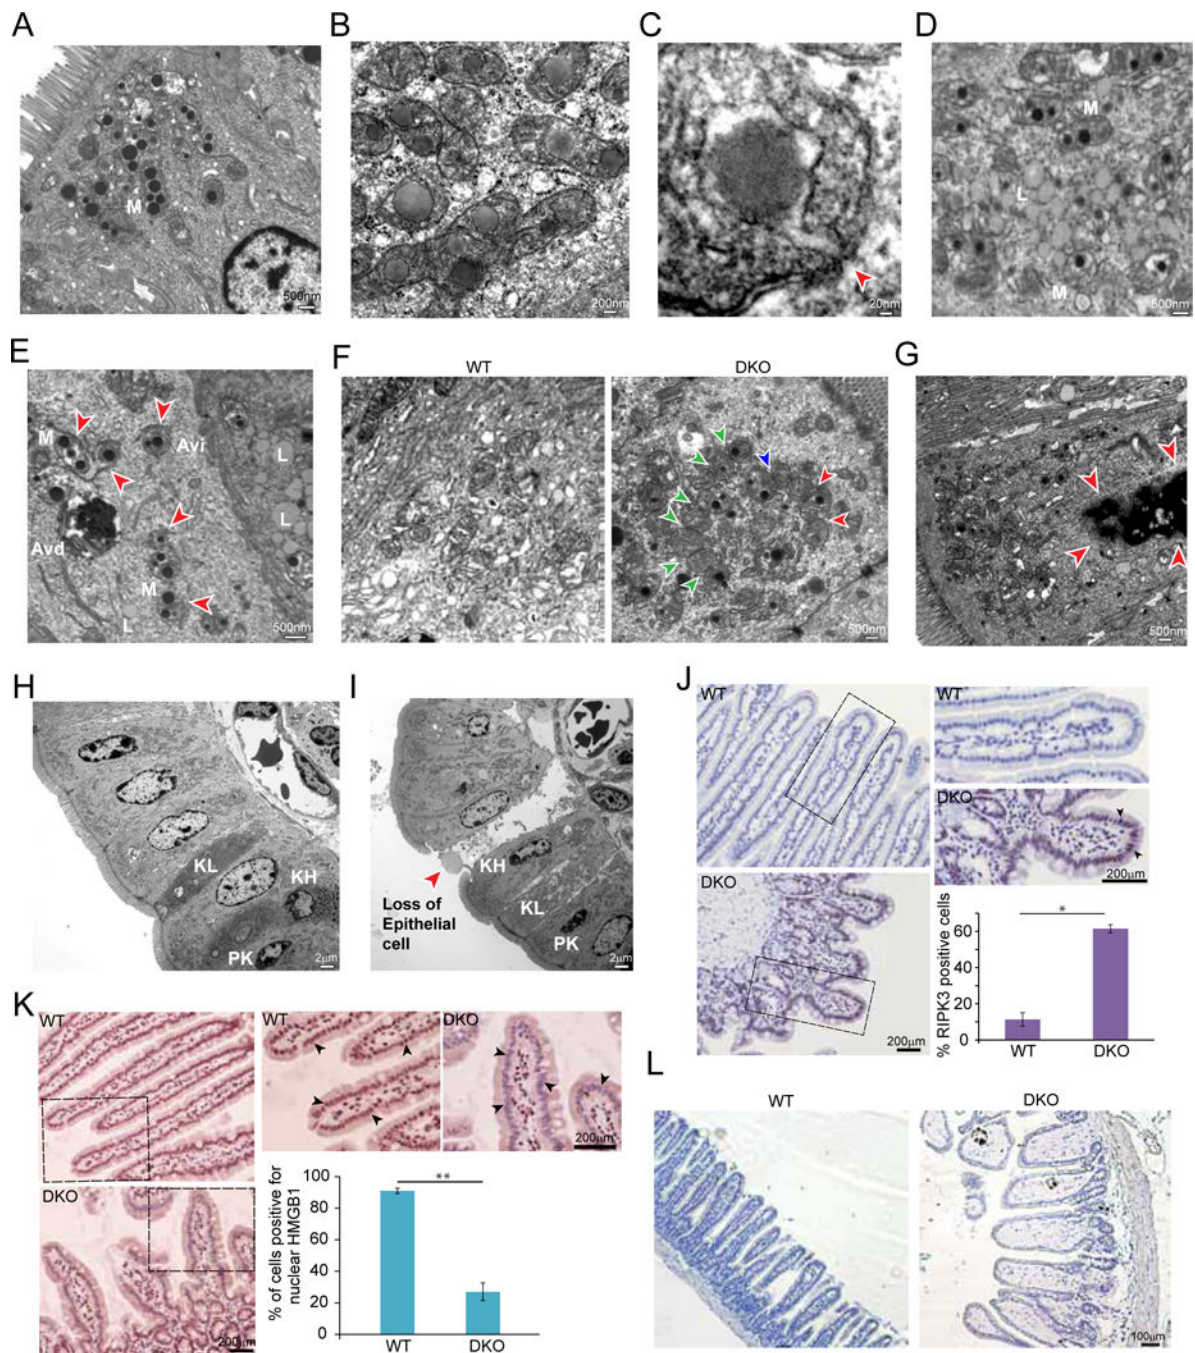 A
B
C
D
M
500nm
200nm
20nm
M
L
M
500nm
E
F
WT
DKO
G
M
Avi
L
L
Avd
M
L
500nm
500nm
500nm
H
I
J
KL
KH
PK
2μm
KH
KL
PK
Loss of
Epithelial
cell
2μm
WT
WT
DKO
200μm
DKO
200μm
% RIPK3 positive cells
*
60
40
20
10
0
WT
DKO
K
WT
WT
DKO
200μm
DKO
200μm
% of cells positive for
nuclear HMGB1
**
100
80
60
40
20
0
WT
DKO
L
WT
DKO
100μm